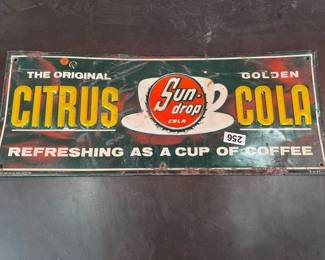 THE ORIGINAL GOLDEN
CITRUS COLA
Sun-
drop
COLA
256
REFRESHING AS A CUP OF COFFEE